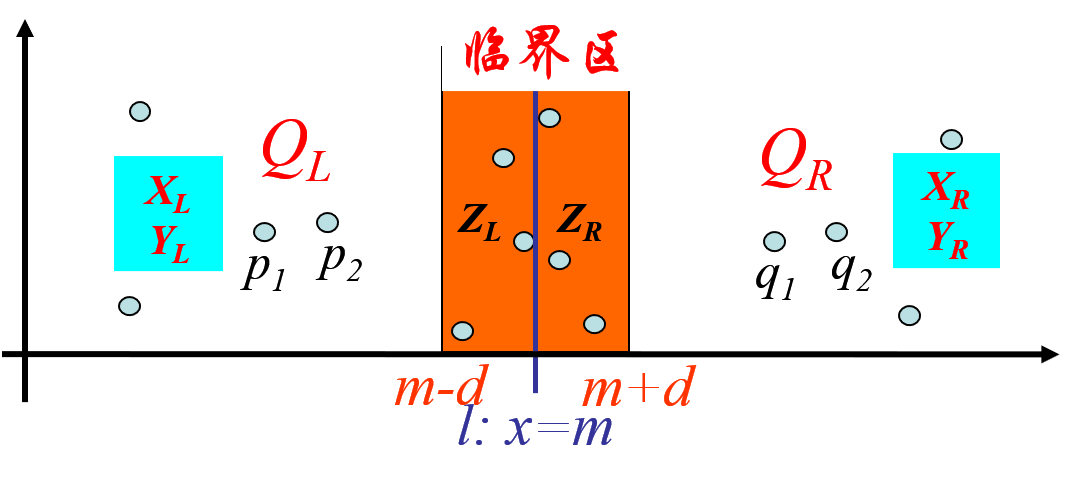 临界区
Q_L
Q_R
X_L
Y_L
X_R
Y_R
Z_L
Z_R
p_1
p_2
q_1
q_2
m-d
m+d
l: x=m